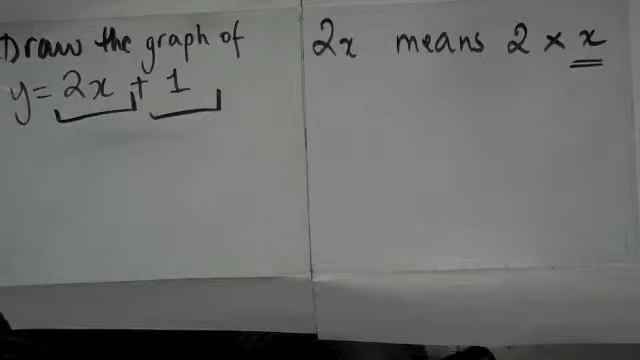 Draw the graph of
y = 2x + 1
2x means 2 × x